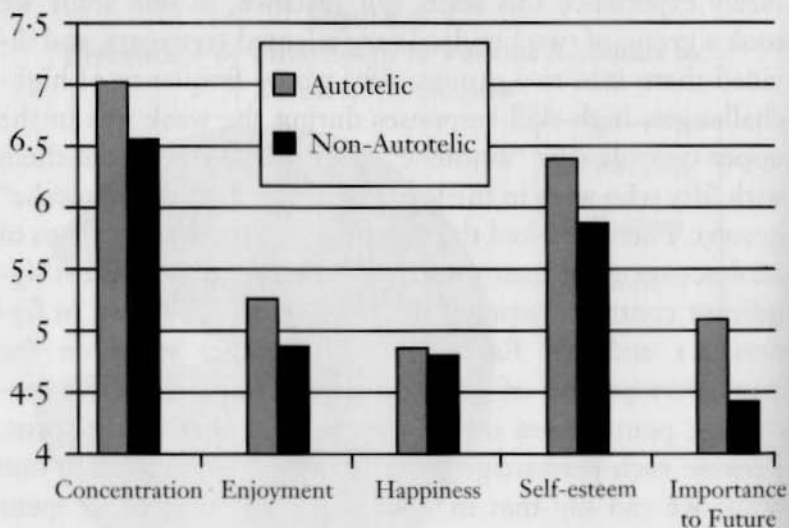 7·5
7
6·5
6
5·5
5
4·5
4
Autotelic
Non-Autotelic
Concentration
Enjoyment
Happiness
Self-esteem
Importance
to Future